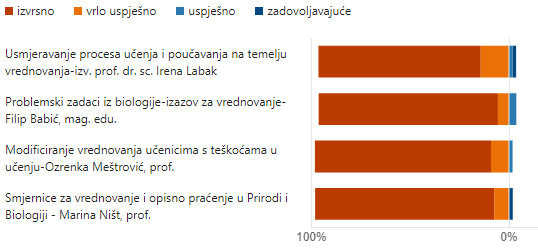 izvrsno vrlo uspješno uspješno zadovoljavajuće
Usmjeravanje procesa učenja i poučavanja na temelju
vrednovanja-izv. prof. dr. sc. Irena Labak
Problemski zadaci iz biologije-izazov za vrednovanje-
Filip Babić, mag. edu.
Modificiranje vrednovanja učenicima s teškoćama u
učenju-Ozrenka Meštrović, prof.
Smjernice za vrednovanje i opisno praćenje u Prirodi i
Biologiji - Marina Ništ, prof.
100% 0%